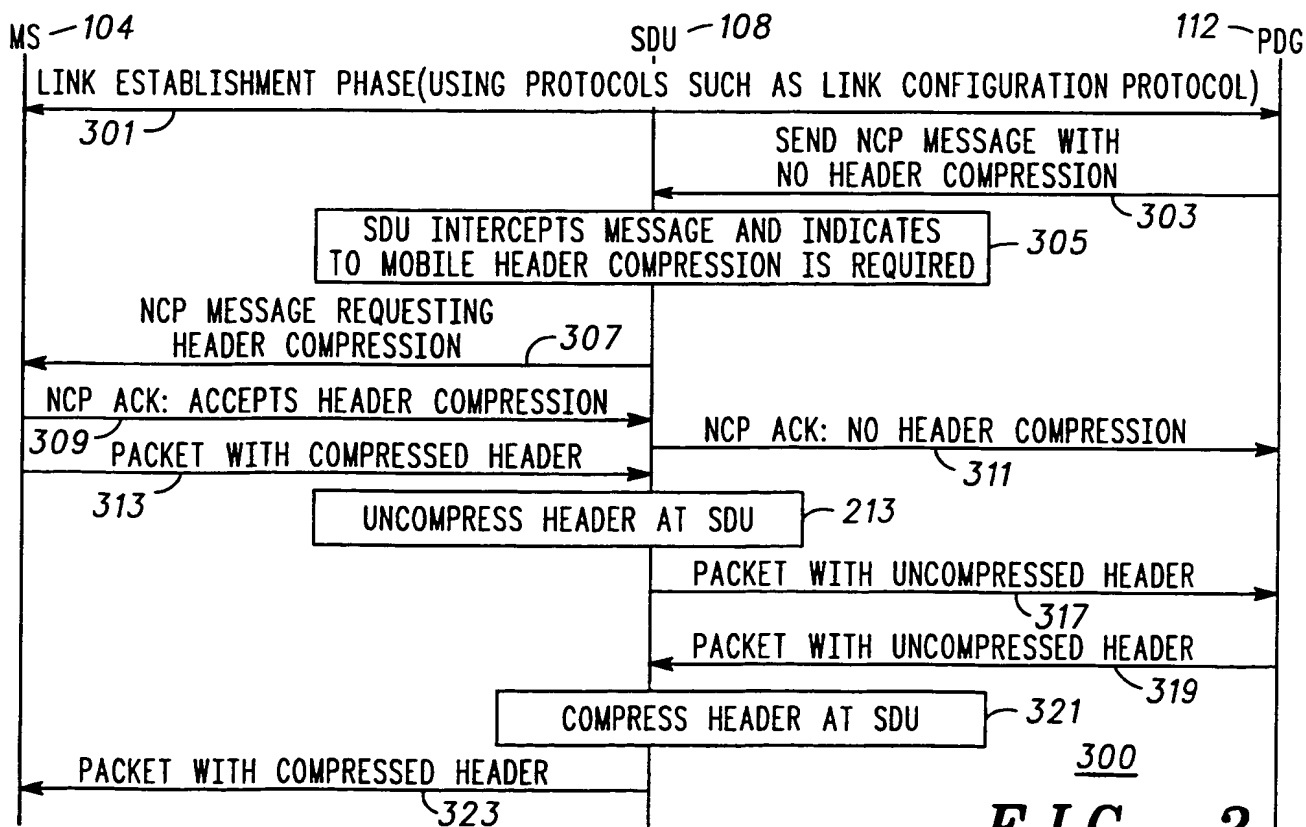 MS 104 SDU 108 112 PDG
LINK ESTABLISHMENT PHASE(USING PROTOCOLS SUCH AS LINK CONFIGURATION PROTOCOL)
301
SEND NCP MESSAGE WITH
NO HEADER COMPRESSION
303
SDU INTERCEPTS MESSAGE AND INDICATES
TO MOBILE HEADER COMPRESSION IS REQUIRED
305
NCP MESSAGE REQUESTING
HEADER COMPRESSION
307
NCP ACK: ACCEPTS HEADER COMPRESSION
309
NCP ACK: NO HEADER COMPRESSION
311
PACKET WITH COMPRESSED HEADER
313
UNCOMPRESS HEADER AT SDU
213
PACKET WITH UNCOMPRESSED HEADER
317
PACKET WITH UNCOMPRESSED HEADER
319
COMPRESS HEADER AT SDU
321
PACKET WITH COMPRESSED HEADER
323
300
FIG.